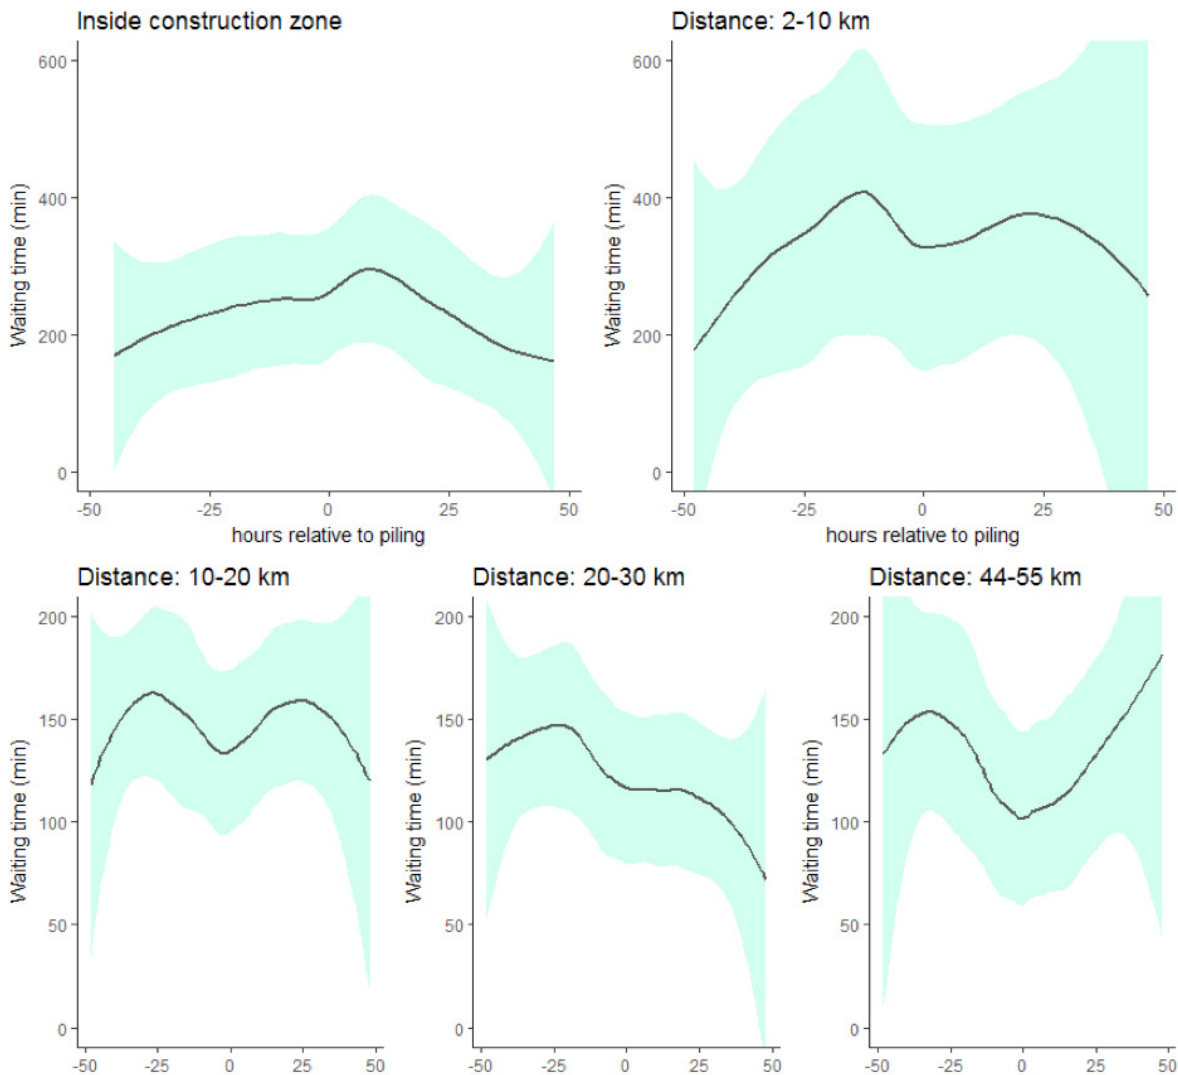 Inside construction zone
Distance: 2-10 km
600
400
200
0
Waiting time (min)
-50 -25 0 25 50
hours relative to piling
600
400
200
0
Waiting time (min)
-50 -25 0 25 50
hours relative to piling
Distance: 10-20 km
Distance: 20-30 km
Distance: 44-55 km
200
150
100
50
0
Waiting time (min)
-50 -25 0 25 50
200
150
100
50
0
Waiting time (min)
-50 -25 0 25 50
200
150
100
50
0
Waiting time (min)
-50 -25 0 25 50